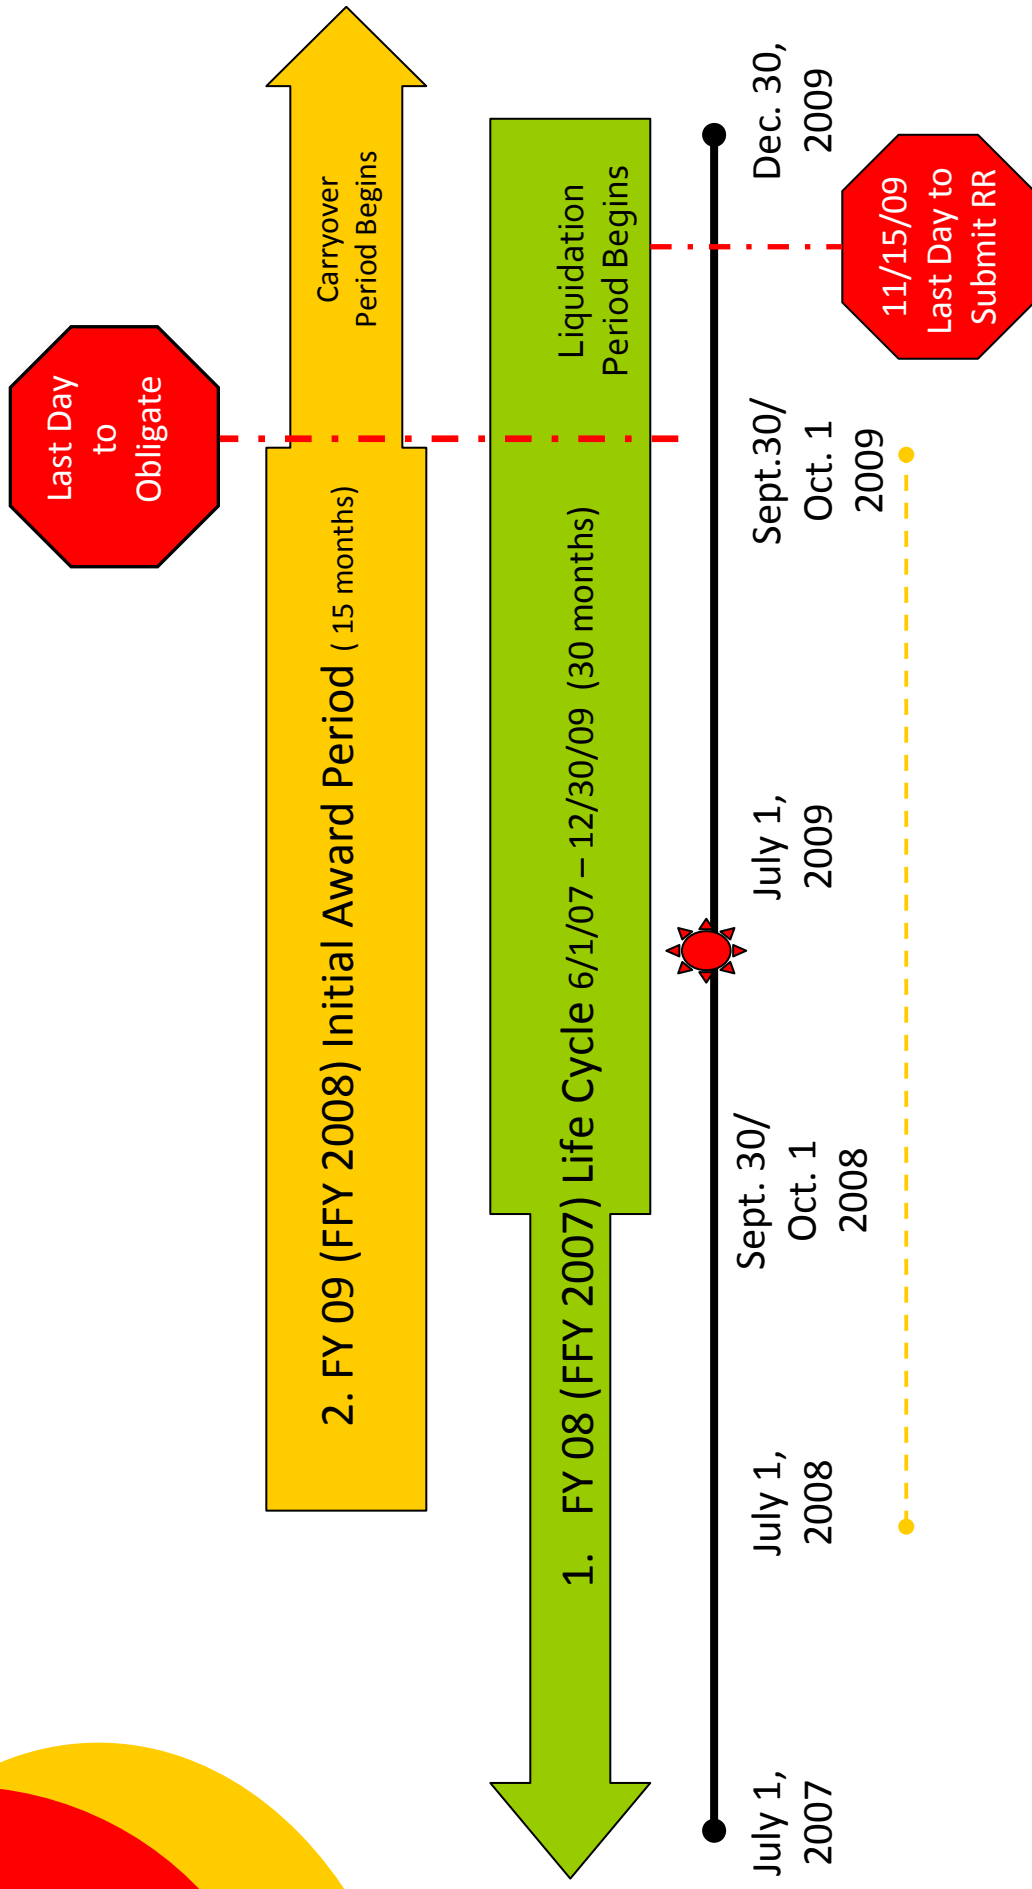 Last Day
to
Obligate
2. FY 09 (FFY 2008) Initial Award Period ( 15 months)
Carryover
Period Begins
1. FY 08 (FFY 2007) Life Cycle 6/1/07 – 12/30/09 (30 months)
Liquidation
Period Begins
July 1,
2007
July 1,
2008
Sept. 30/
Oct. 1
2008
July 1,
2009
Sept.30/
Oct. 1
2009
Dec. 30,
2009
11/15/09
Last Day to
Submit RR